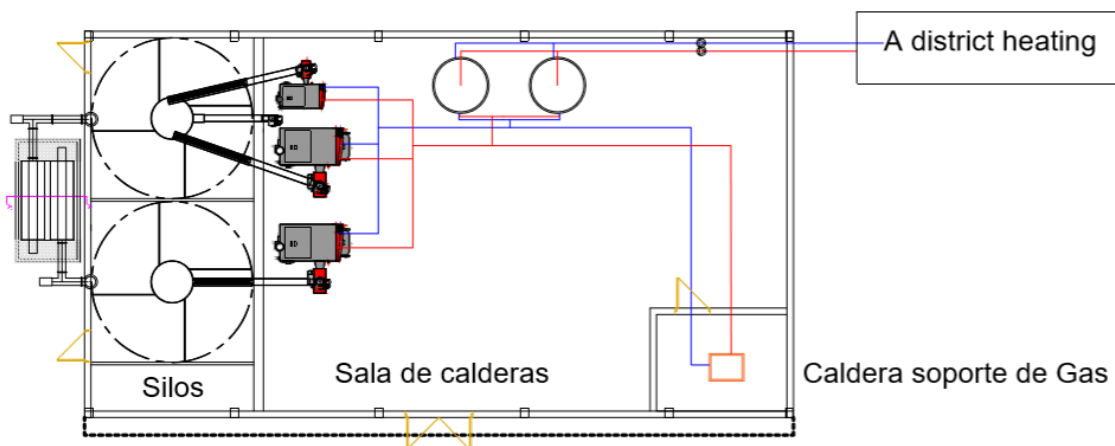 A district heating
Silos
Sala de calderas
Caldera soporte de Gas